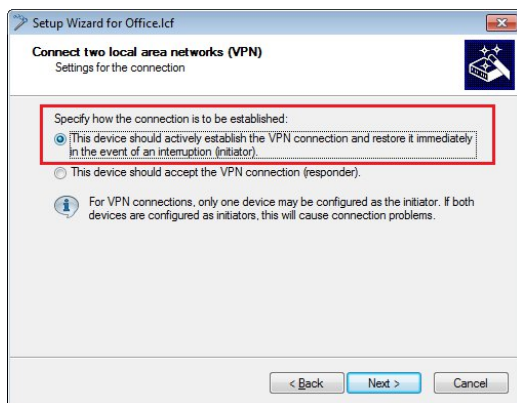 Setup Wizard for Office.lcf
Connect two local area networks (VPN)
Settings for the connection
Specify how the connection is to be established:
This device should actively establish the VPN connection and restore it immediately
in the event of an interruption (initiator).
This device should accept the VPN connection (responder).
For VPN connections, only one device may be configured as the initiator. If both
devices are configured as initiators, this will cause connection problems.
< Back
Next >
Cancel